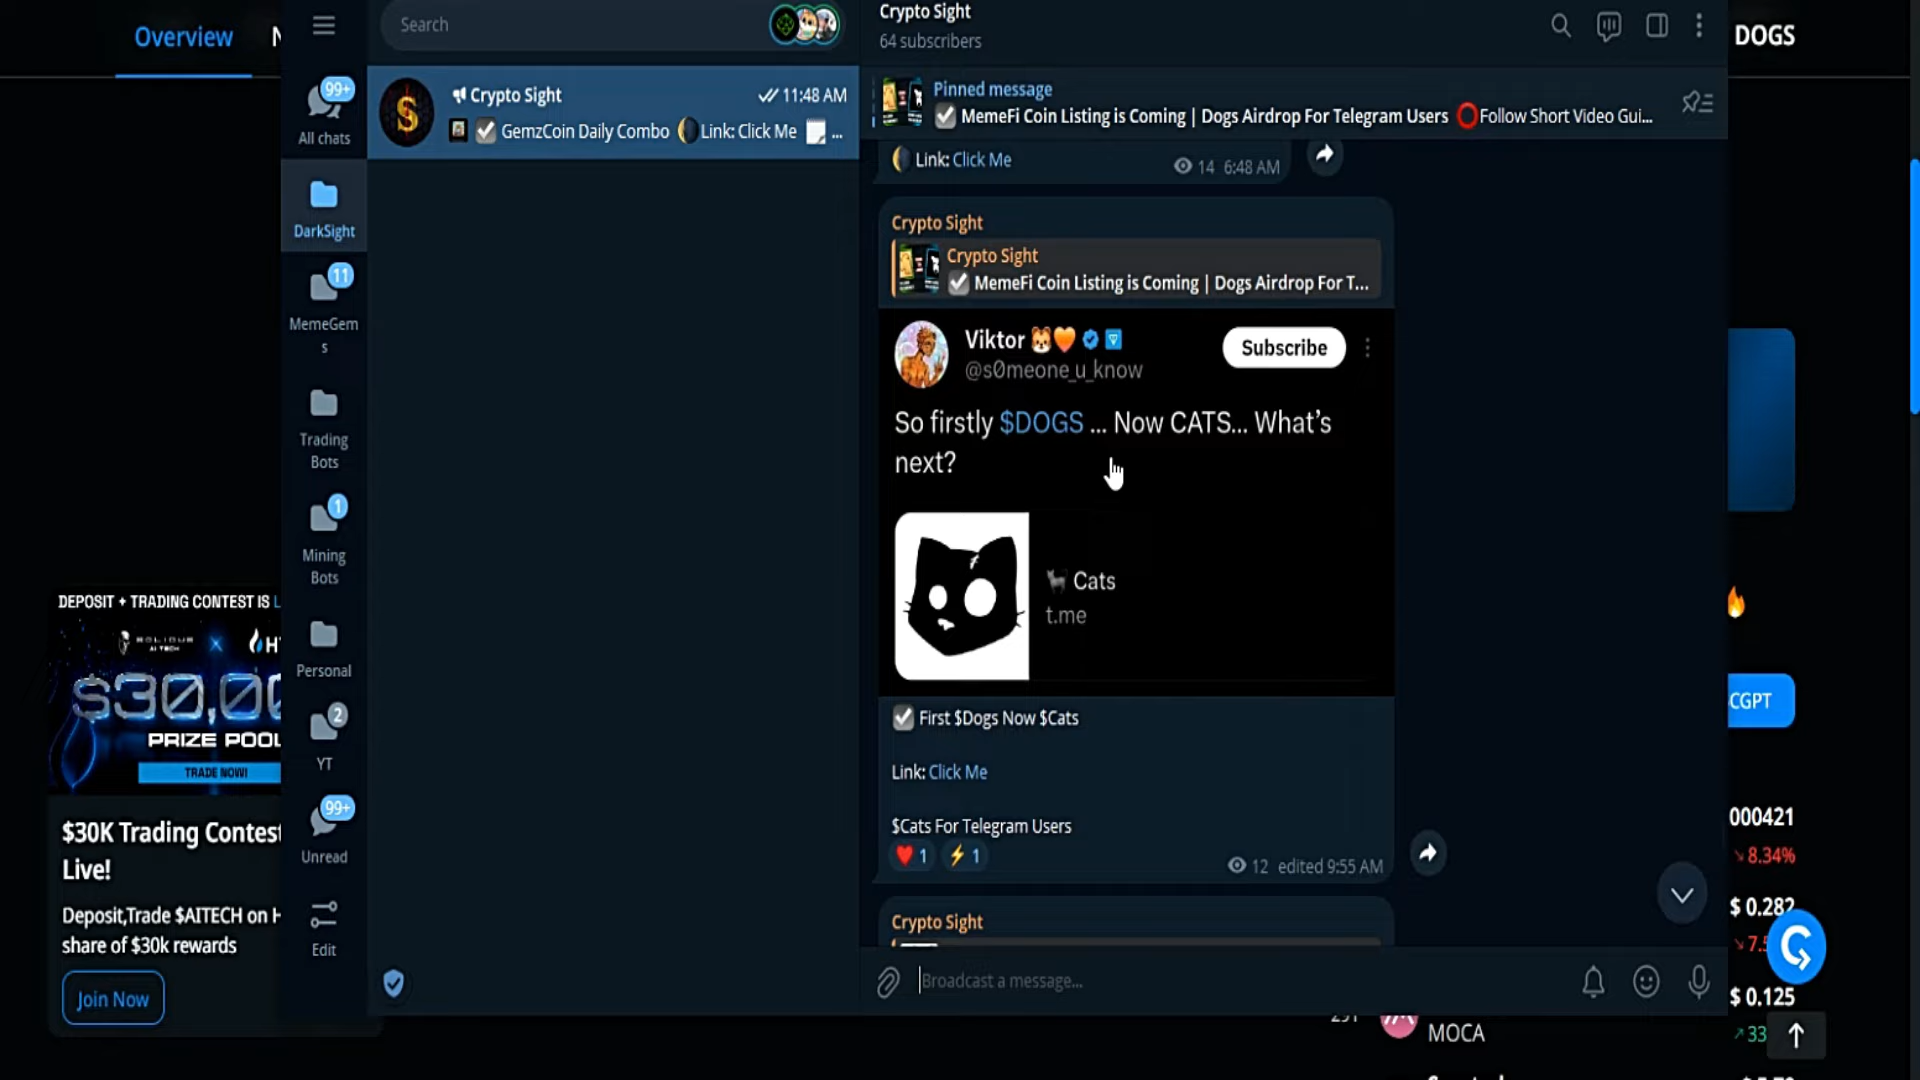 Overview
DOGS
Search
Crypto Sight
64 subscribers
99+
All chats
Crypto Sight
11:48 AM
GemzCoin Daily Combo Link: Click Me ...
Pinned message
MemeFi Coin Listing is Coming | Dogs Airdrop For Telegram Users Follow Short Video Gui...
Link: Click Me
14 6:48 AM
DarkSight
11
MemeGem
s
Trading
Bots
1
Mining
Bots
Personal
2
YT
99+
Unread
Edit
Crypto Sight
Crypto Sight
MemeFi Coin Listing is Coming | Dogs Airdrop For T...
Viktor
@s0meone_u_know
Subscribe
So firstly $DOGS ... Now CATS... What's
next?
Cats
t.me
First $Dogs Now $Cats
Link: Click Me
$Cats For Telegram Users
1 1
12 edited 9:55 AM
Crypto Sight
Broadcast a message...
DEPOSIT + TRADING CONTEST IS
PRIZE POOL
TRADE NOW!
$30K Trading Contest
Live!
Deposit,Trade $AITECH on H
share of $30k rewards
Join Now
CGPT
000421
8.34%
$ 0.282
$ 0.125
33
MOCA